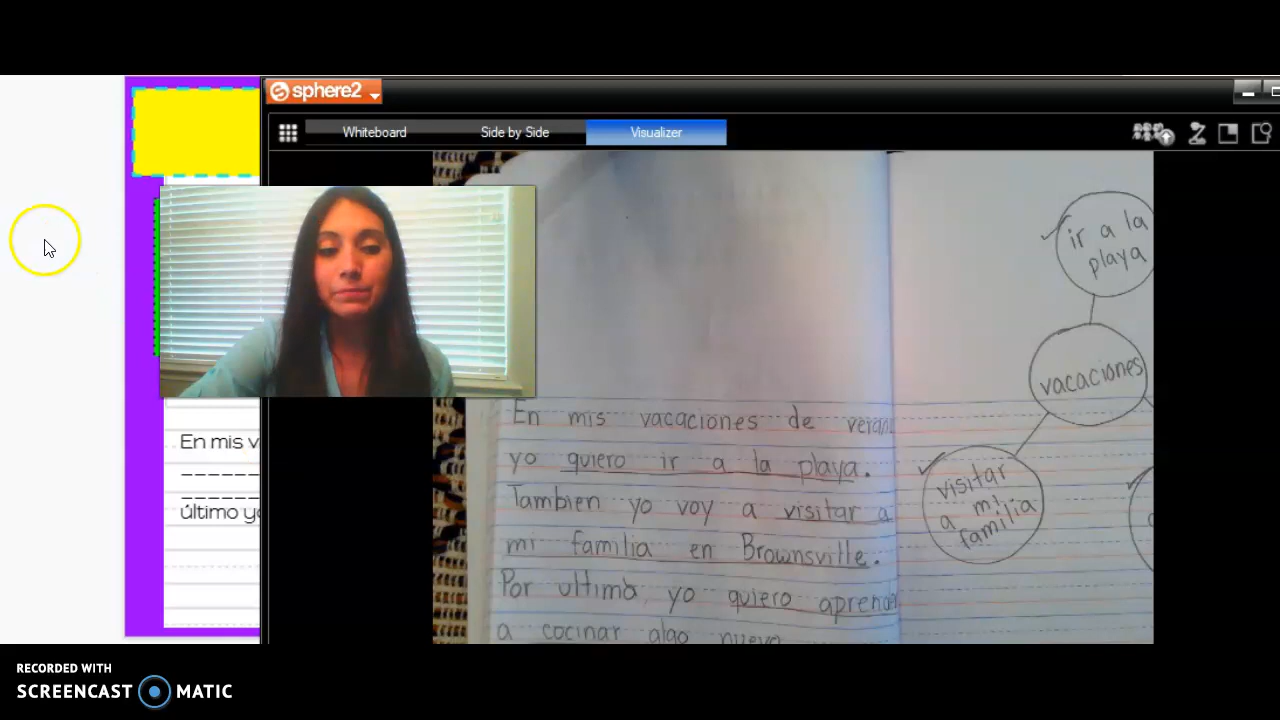 sphere2
Whiteboard Side by Side Visualizer
ir a la
playa
vacaciones
visitar
a mi
familia
En mis vacaciones de
yo quiero ir a la playa.
Tambien yo voy a visitar a
mi familia en Brownsville.
Por ultimo, yo quiero
a cocinar algo nuevo
En mis v
último yo
RECORDED WITH
SCREENCAST MATIC